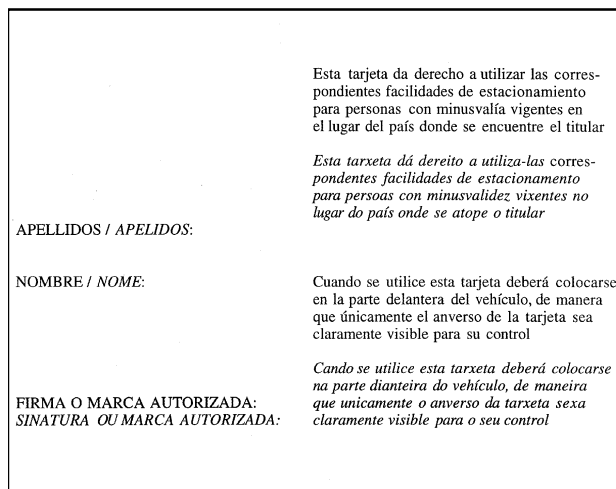 Esta tarjeta da derecho a utilizar las corres-
pondientes facilidades de estacionamiento
para personas con minusvalía vigentes en
el lugar del país donde se encuentre el titular
Esta tarxeta dá dereito a utiliza-las corres-
pondentes facilidades de estacionamento
para persoas con minusvalidez vixentes no
lugar do país onde se atope o titular
APELLIDOS / APELIDOS:
NOMBRE / NOME:
Cuando se utilice esta tarjeta deberá colocarse
en la parte delantera del vehículo, de manera
que únicamente el anverso de la tarjeta sea
claramente visible para su control
Cando se utilice esta tarxeta deberá colocarse
na parte dianteira do vehículo, de maneira
que unicamente o anverso da tarxeta sexa
claramente visible para o seu control
FIRMA O MARCA AUTORIZADA:
SINATURA OU MARCA AUTORIZADA: